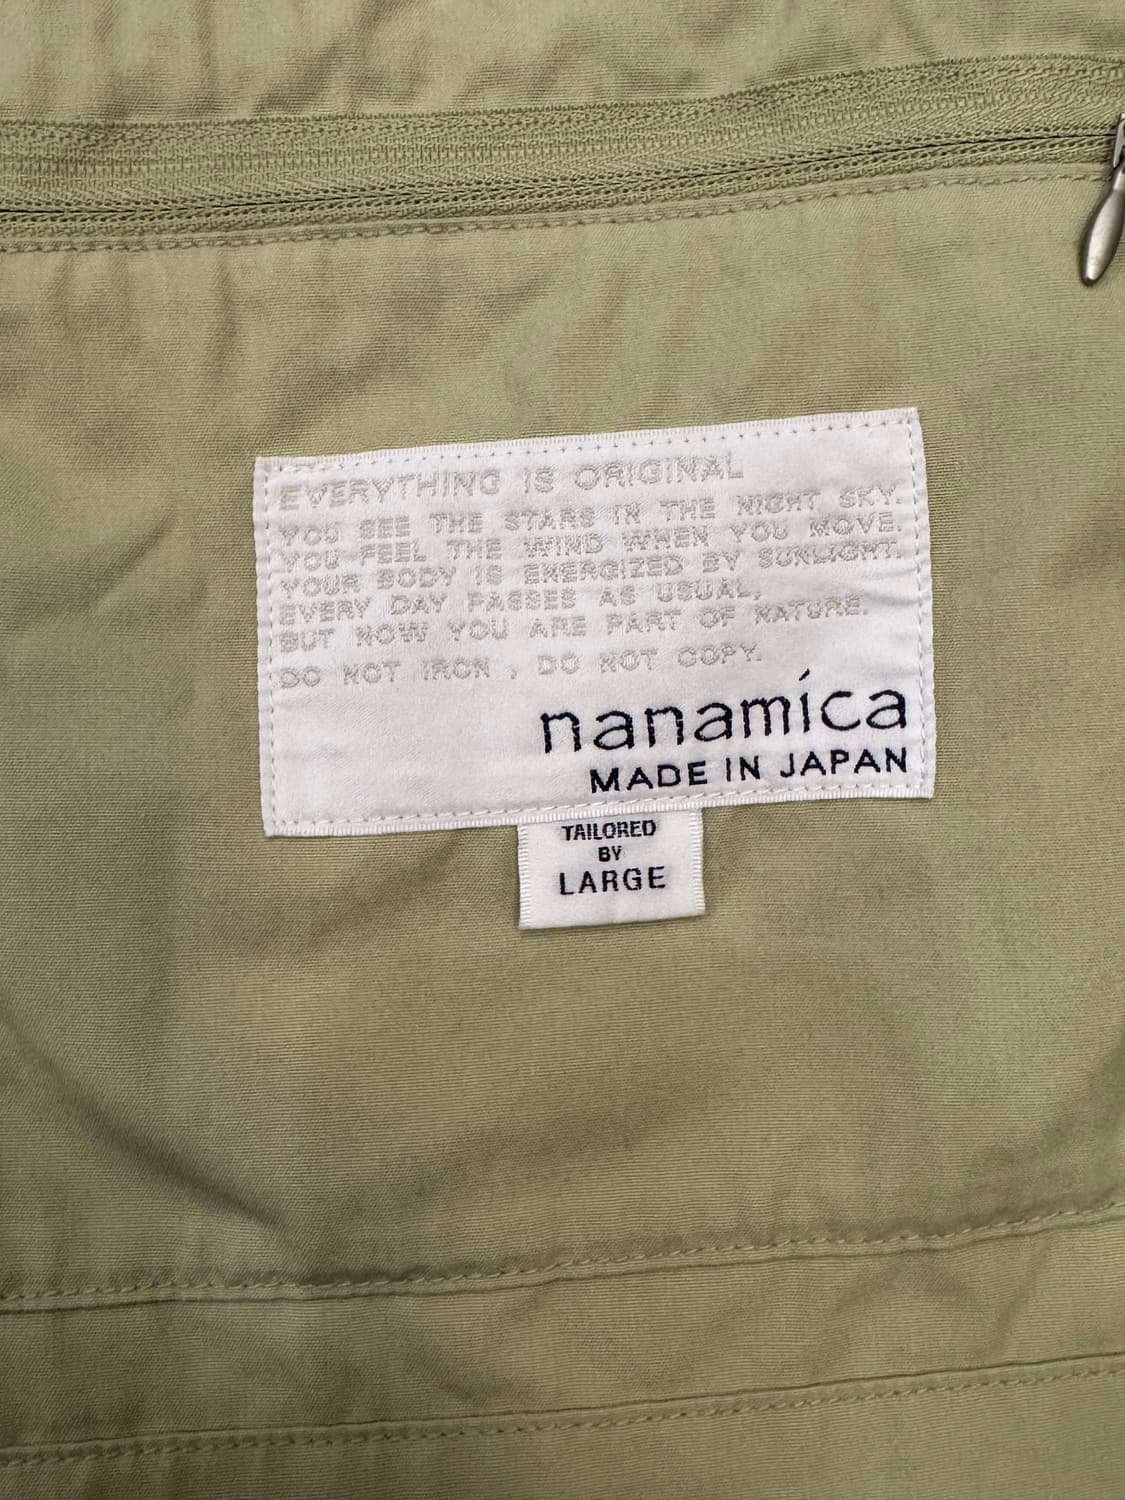 EVERYTHING IS ORIGINAL
YOU SEE THE STARS IN THE NIGHT SKY.
YOU FEEL THE WIND WHEN YOU MOVE.
YOUR BODY IS ENERGIZED BY SUNLIGHT.
EVERY DAY PASSES AS USUAL,
BUT NOW YOU ARE PART OF NATURE.
DO NOT IRON , DO NOT COPY.
nanamíca
MADE IN JAPAN
TAILORED
BY
LARGE